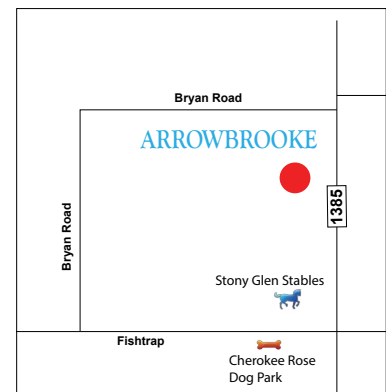 Bryan Road
ARROWBROOKE
1385
Bryan Road
Stony Glen Stables
Fishtrap
Cherokee Rose
Dog Park